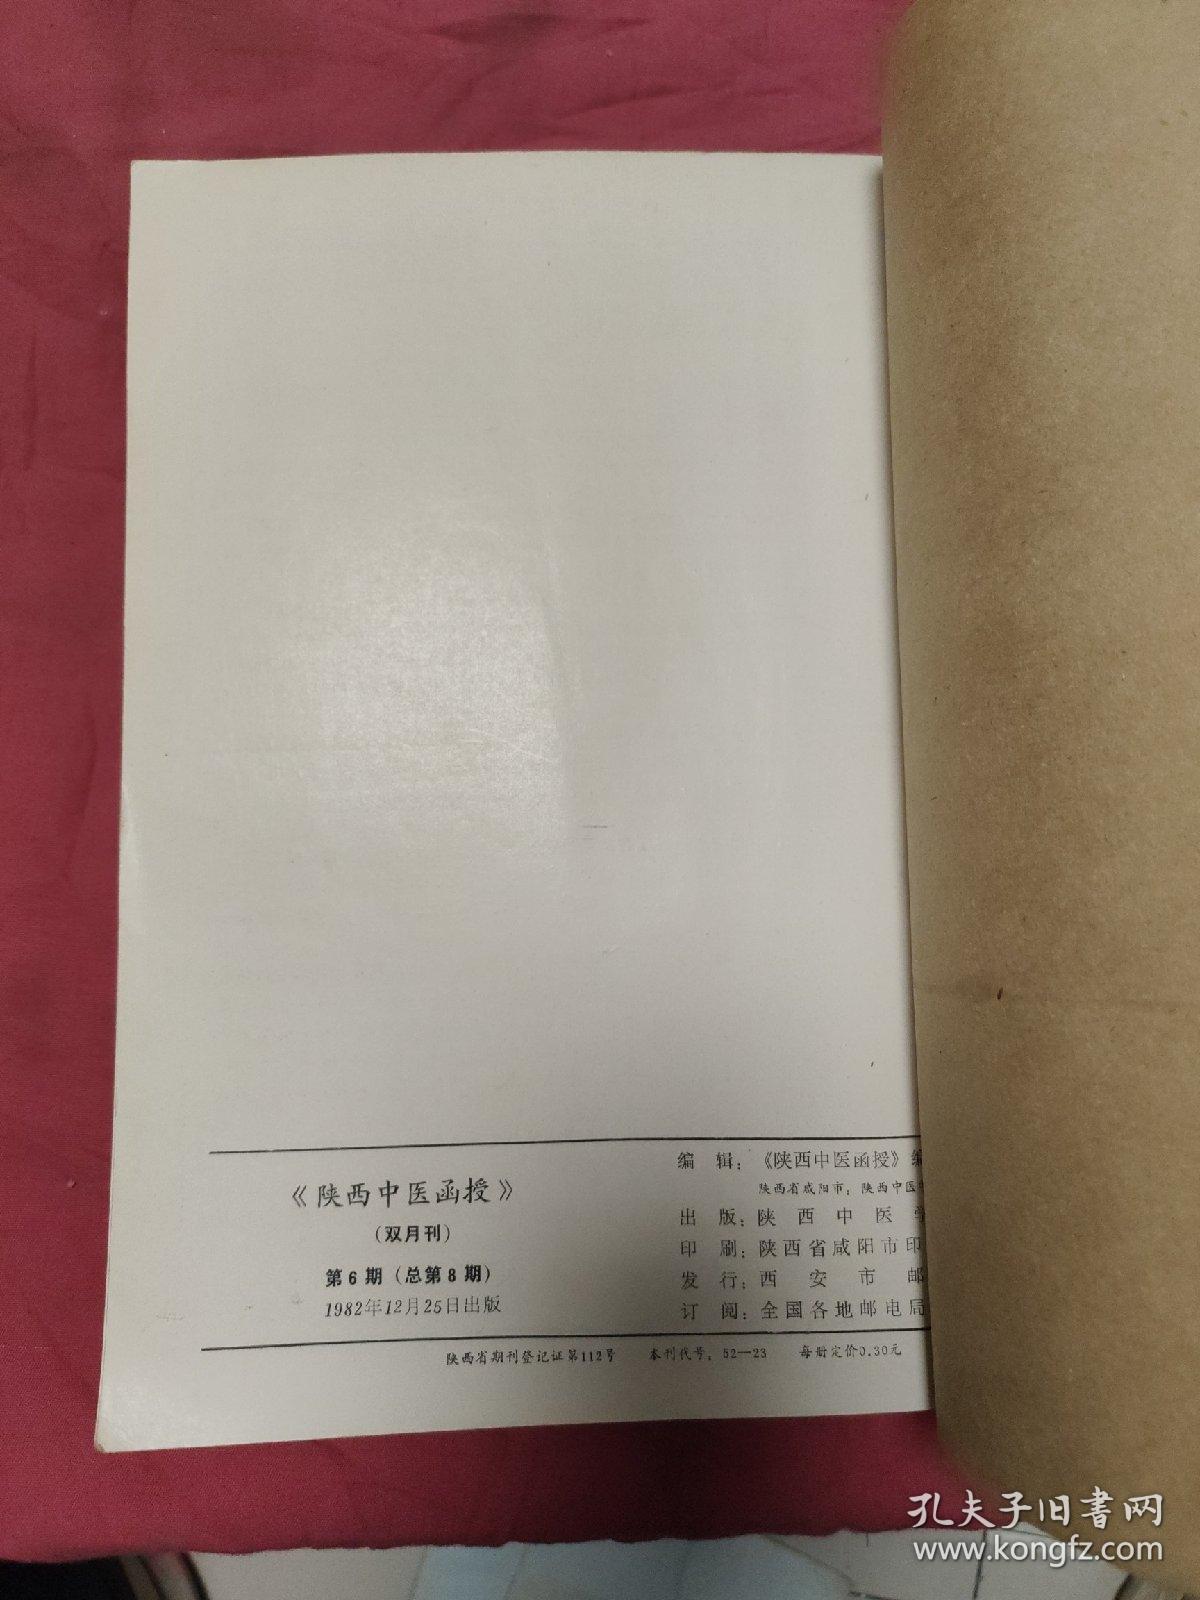 《陕西中医函授》
(双月刊)
第6期(总第8期)
1982年12月25日出版
编 辑:《陕西中医函授》编
陕西省咸阳市:陕西中医
出 版:陕西中医学
印 刷:陕西省咸阳市印
发 行:西安市邮
订 阅:全国各地邮电局
陕西省期刊登记证第112号 本刊代号:52—23 每册定价0.30元
孔夫子旧书网
www.kongfz.com